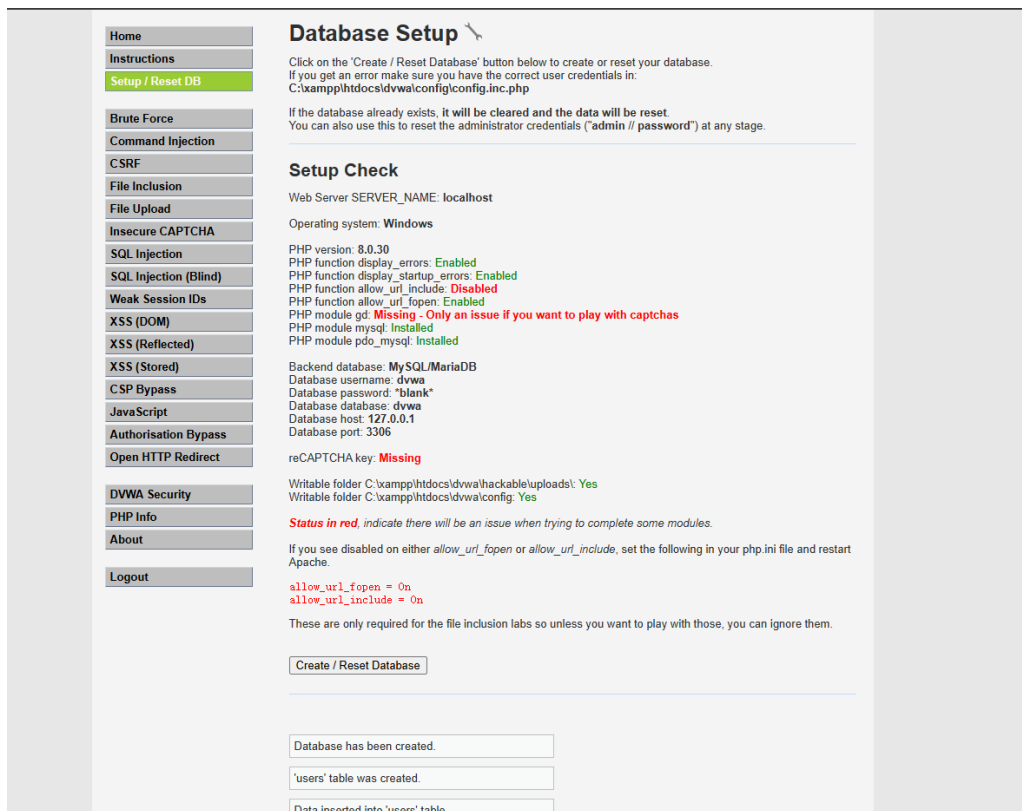 Home
Instructions
Setup / Reset DB
Brute Force
Command Injection
CSRF
File Inclusion
File Upload
Insecure CAPTCHA
SQL Injection
SQL Injection (Blind)
Weak Session IDs
XSS (DOM)
XSS (Reflected)
XSS (Stored)
CSP Bypass
JavaScript
Authorisation Bypass
Open HTTP Redirect
DVWA Security
PHP Info
About
Logout
Database Setup
Click on the 'Create / Reset Database' button below to create or reset your database.
If you get an error make sure you have the correct user credentials in:
C:\xampp\htdocs\dvwa\config\config.inc.php
If the database already exists, it will be cleared and the data will be reset.
You can also use this to reset the administrator credentials ("admin // password") at any stage.
Setup Check
Web Server SERVER_NAME: localhost
Operating system: Windows
PHP version: 8.0.30
PHP function display_errors: Enabled
PHP function display_startup_errors: Enabled
PHP function allow_url_include: Disabled
PHP function allow_url_fopen: Enabled
PHP module gd: Missing - Only an issue if you want to play with captchas
PHP module mysql: Installed
PHP module pdo_mysql: Installed
Backend database: MySQL/MariaDB
Database username: dvwa
Database password: *blank*
Database database: dvwa
Database host: 127.0.0.1
Database port: 3306
reCAPTCHA key: Missing
Writable folder C:\xampp\htdocs\dvwa\hackable\uploads\: Yes
Writable folder C:\xampp\htdocs\dvwa\config: Yes
Status in red, indicate there will be an issue when trying to complete some modules.
If you see disabled on either allow_url_fopen or allow_url_include, set the following in your php.ini file and restart
Apache.
allow_url_fopen = On
allow_url_include = On
These are only required for the file inclusion labs so unless you want to play with those, you can ignore them.
Create / Reset Database
Database has been created.
'users' table was created.
Data inserted into 'users' table.